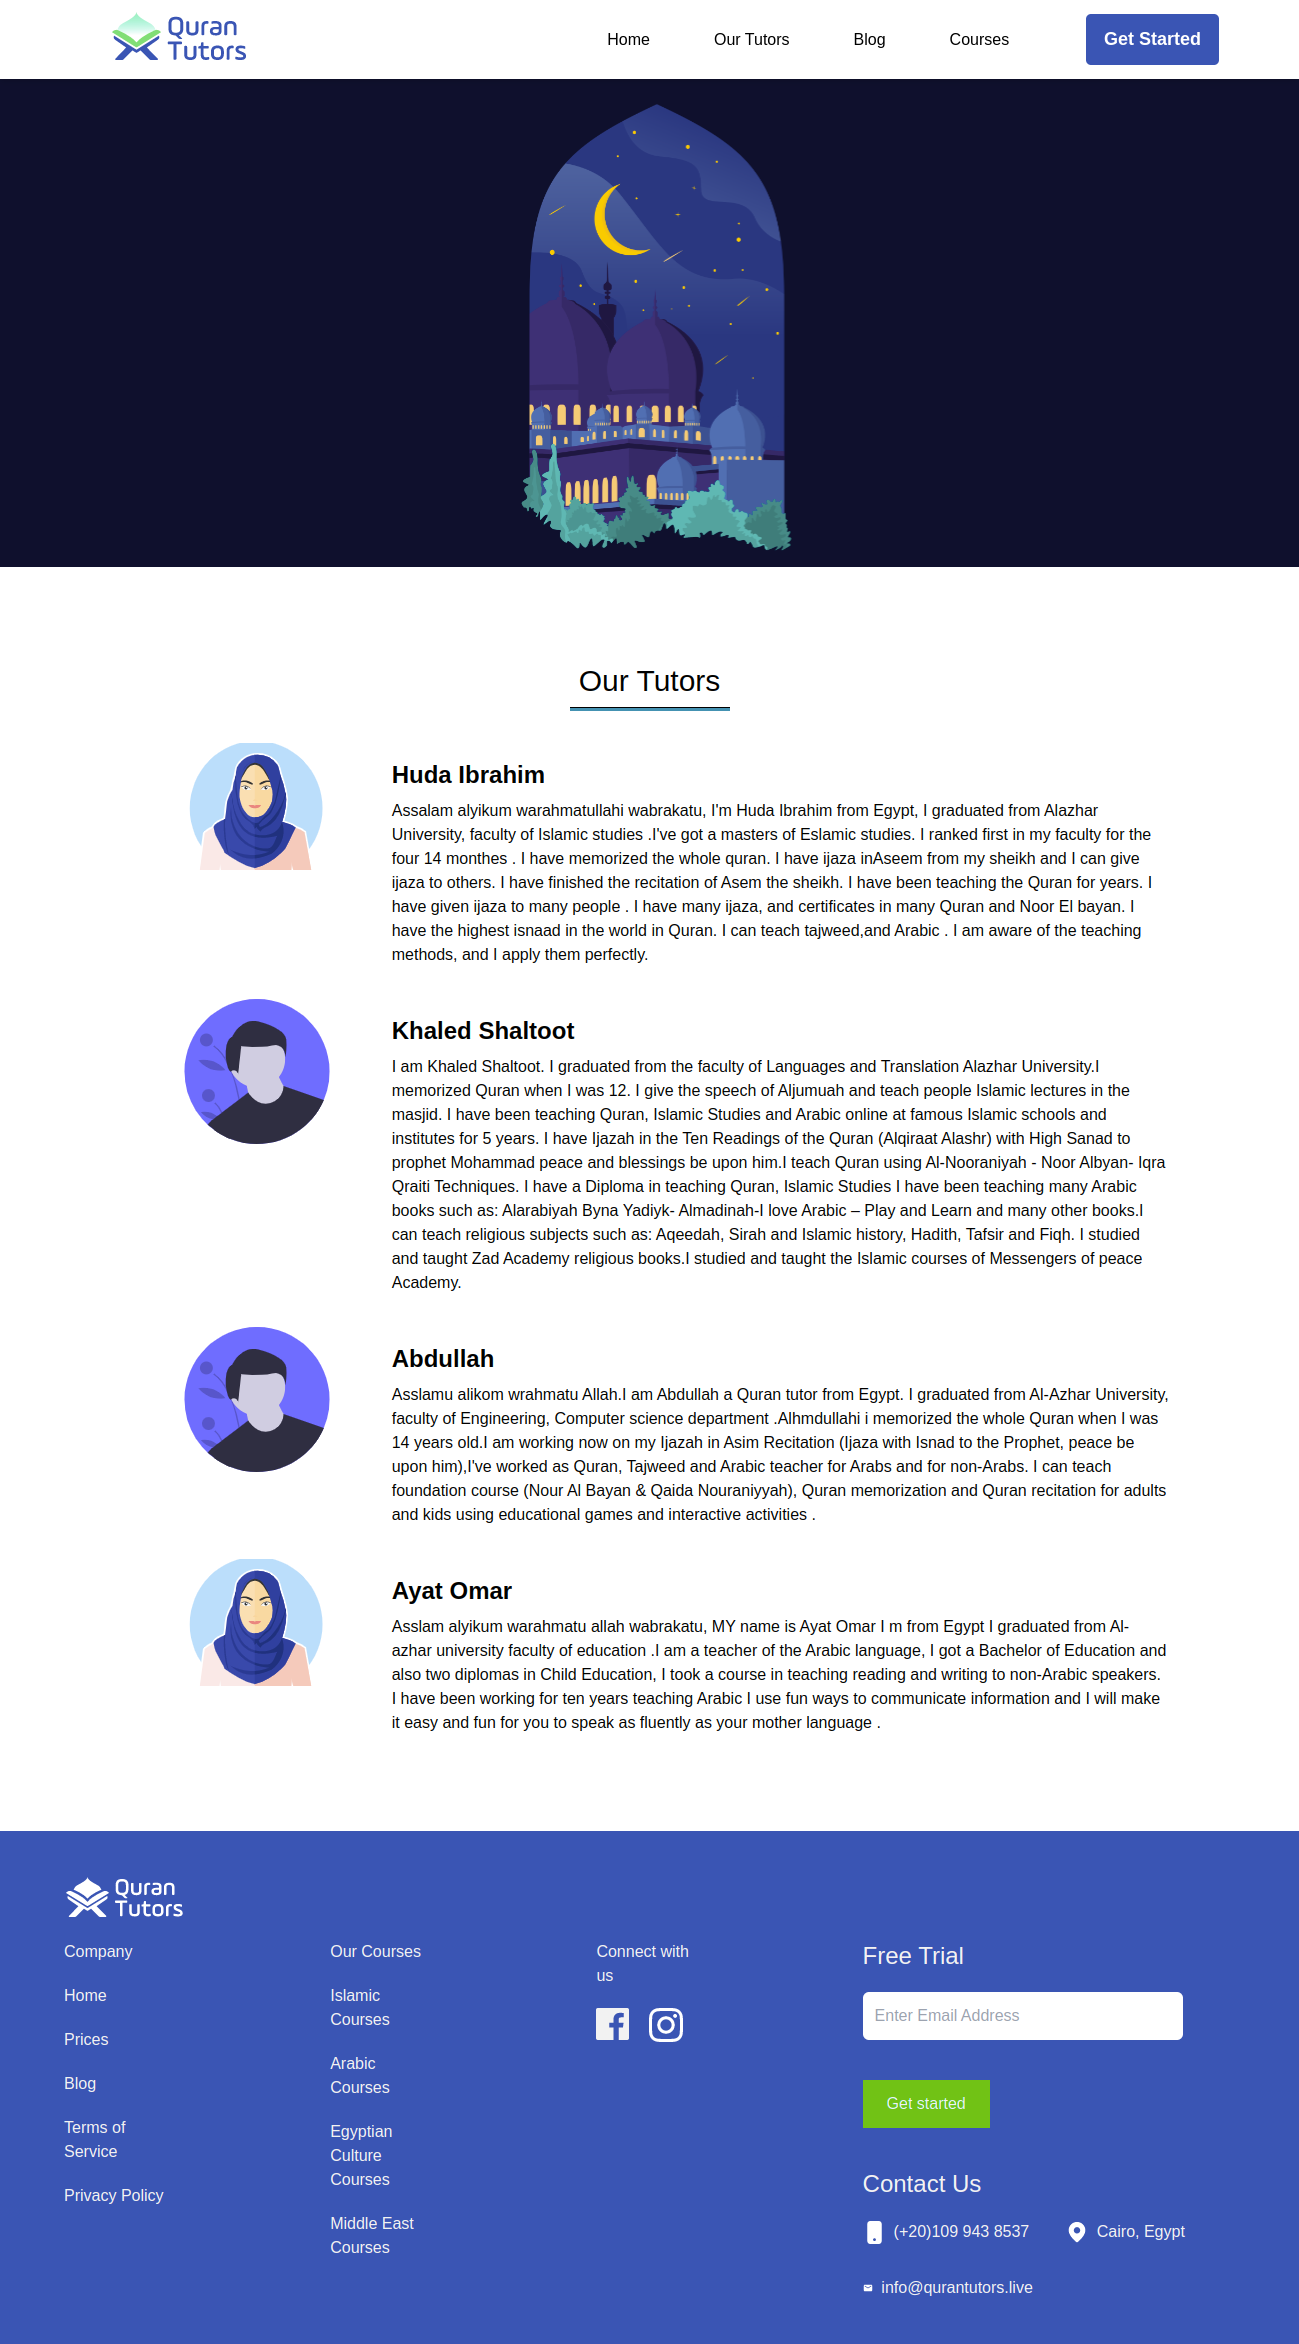 Quran
Tutors
Home
Our Tutors
Blog
Courses
Get Started
Our Tutors
Huda Ibrahim
Assalam alyikum warahmatullahi wabrakatu, I'm Huda Ibrahim from Egypt, I graduated from Alazhar
University, faculty of Islamic studies .I've got a masters of Eslamic studies. I ranked first in my faculty for the
four 14 monthes . I have memorized the whole quran. I have ijaza inAseem from my sheikh and I can give
ijaza to others. I have finished the recitation of Asem the sheikh. I have been teaching the Quran for years. I
have given ijaza to many people . I have many ijaza, and certificates in many Quran and Noor El bayan. I
have the highest isnaad in the world in Quran. I can teach tajweed,and Arabic . I am aware of the teaching
methods, and I apply them perfectly.
Khaled Shaltoot
I am Khaled Shaltoot. I graduated from the faculty of Languages and Translation Alazhar University.I
memorized Quran when I was 12. I give the speech of Aljumuah and teach people Islamic lectures in the
masjid. I have been teaching Quran, Islamic Studies and Arabic online at famous Islamic schools and
institutes for 5 years. I have Ijazah in the Ten Readings of the Quran (Alqiraat Alashr) with High Sanad to
prophet Mohammad peace and blessings be upon him.I teach Quran using Al-Nooraniyah - Noor Albyan- Iqra
Qraiti Techniques. I have a Diploma in teaching Quran, Islamic Studies I have been teaching many Arabic
books such as: Alarabiyah Byna Yadiyk- Almadinah-I love Arabic – Play and Learn and many other books.I
can teach religious subjects such as: Aqeedah, Sirah and Islamic history, Hadith, Tafsir and Fiqh. I studied
and taught Zad Academy religious books.I studied and taught the Islamic courses of Messengers of peace
Academy.
Abdullah
Asslamu alikom wrahmatu Allah.I am Abdullah a Quran tutor from Egypt. I graduated from Al-Azhar University,
faculty of Engineering, Computer science department .Alhmdullahi i memorized the whole Quran when I was
14 years old.I am working now on my Ijazah in Asim Recitation (Ijaza with Isnad to the Prophet, peace be
upon him),I've worked as Quran, Tajweed and Arabic teacher for Arabs and for non-Arabs. I can teach
foundation course (Nour Al Bayan & Qaida Nouraniyyah), Quran memorization and Quran recitation for adults
and kids using educational games and interactive activities .
Ayat Omar
Asslam alyikum warahmatu allah wabrakatu, MY name is Ayat Omar I m from Egypt I graduated from Al-
azhar university faculty of education .I am a teacher of the Arabic language, I got a Bachelor of Education and
also two diplomas in Child Education, I took a course in teaching reading and writing to non-Arabic speakers.
I have been working for ten years teaching Arabic I use fun ways to communicate information and I will make
it easy and fun for you to speak as fluently as your mother language .
Quran
Tutors
Company
Home
Prices
Blog
Terms of
Service
Privacy Policy
Our Courses
Islamic
Courses
Arabic
Courses
Egyptian
Culture
Courses
Middle East
Courses
Connect with
us
Free Trial
Enter Email Address
Get started
Contact Us
(+20)109 943 8537
Cairo, Egypt
info@qurantutors.live